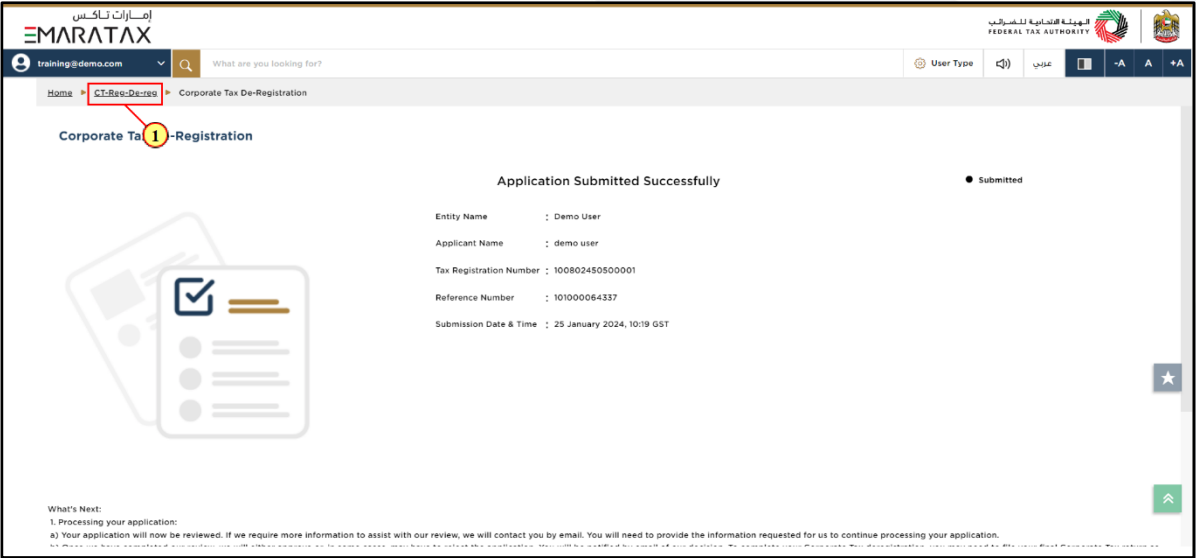 إمـــارات تـاكــس
EMARATAX
الهيئة الاتحادية للضرائب
FEDERAL TAX AUTHORITY
training@demo.com
What are you looking for?
User Type
عربي
-A
A
+A
Home
CT-Reg-De-reg
Corporate Tax De-Registration
1
Corporate Ta -Registration
Application Submitted Successfully
Submitted
Entity Name : Demo User
Applicant Name : demo user
Tax Registration Number : 100802450500001
Reference Number : 101000064337
Submission Date & Time : 25 January 2024, 10:19 GST
What's Next:
1. Processing your application:
a) Your application will now be reviewed. If we require more information to assist with our review, we will contact you by email. You will need to provide the information requested for us to continue processing your application.